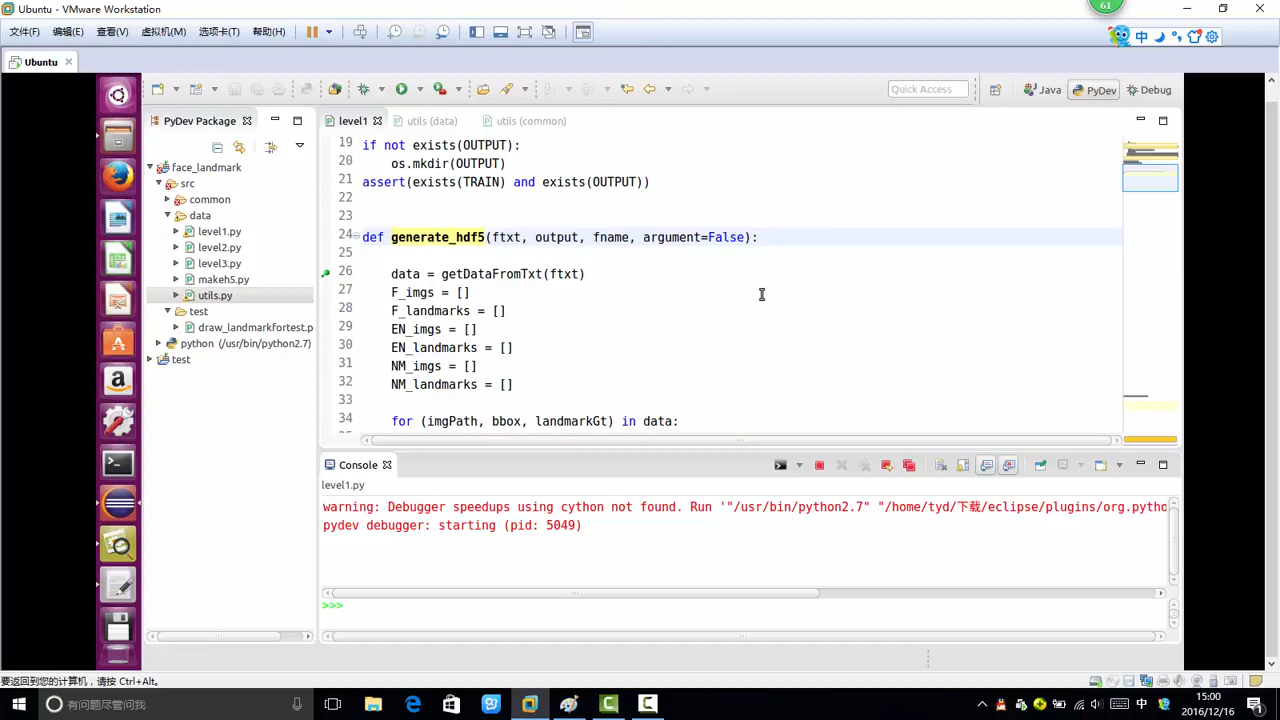 61
Ubuntu - VMware Workstation
文件(F) 编辑(E) 查看(V) 虚拟机(M) 选项卡(T) 帮助(H)
中
Ubuntu
Quick Access Java PyDev Debug
PyDev Package
level1 utils (data) utils (common)
face_landmark
src
common
data
level1.py
level2.py
level3.py
makeh5.py
utils.py
test
draw_landmarkfortest.p
python (/usr/bin/python2.7)
test
19 if not exists(OUTPUT):
20 os.mkdir(OUTPUT)
21 assert(exists(TRAIN) and exists(OUTPUT))
22
23
24 def generate_hdf5(ftxt, output, fname, argument=False):
25
26 data = getDataFromTxt(ftxt)
27 F_imgs = []
28 F_landmarks = []
29 EN_imgs = []
30 EN_landmarks = []
31 NM_imgs = []
32 NM_landmarks = []
33
34 for (imgPath, bbox, landmarkGt) in data:
Console
level1.py
warning: Debugger speedups using cython not found. Run '"/usr/bin/python2.7" "/home/tyd/下载/eclipse/plugins/org.pytho
pydev debugger: starting (pid: 5049)
>>>
要返回到您的计算机，请按 Ctrl+Alt。
有问题尽管问我
中
15:00
2016/12/16